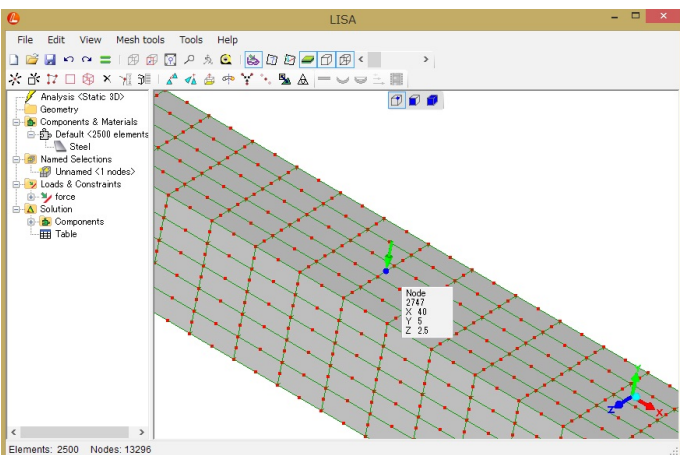 LISA
File Edit View Mesh tools Tools Help
Analysis <Static 3D>
Geometry
Components & Materials
Default <2500 elements
Steel
Named Selections
Unnamed <1 nodes>
Loads & Constraints
force
Solution
Components
Table
Node
2747
X 40
Y 5
Z 2.5
Y
Z
X
Elements: 2500 Nodes: 13296